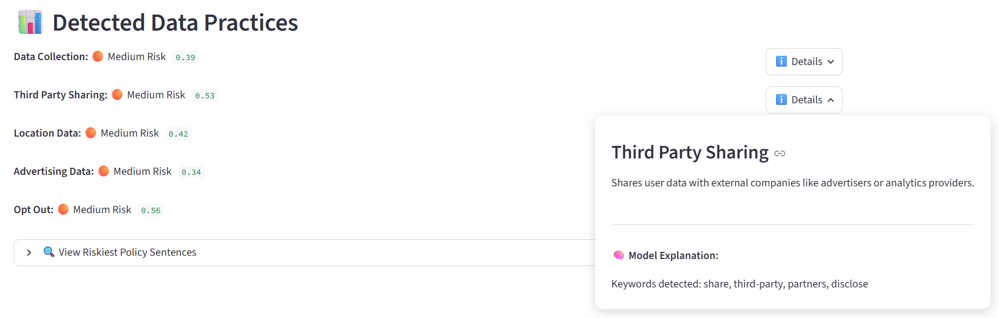 Detected Data Practices
Data Collection: Medium Risk 0.39
Details
Third Party Sharing: Medium Risk 0.53
Details
Location Data: Medium Risk 0.42
Advertising Data: Medium Risk 0.34
Opt Out: Medium Risk 0.56
View Riskiest Policy Sentences
Third Party Sharing
Shares user data with external companies like advertisers or analytics providers.
Model Explanation:
Keywords detected: share, third-party, partners, disclose